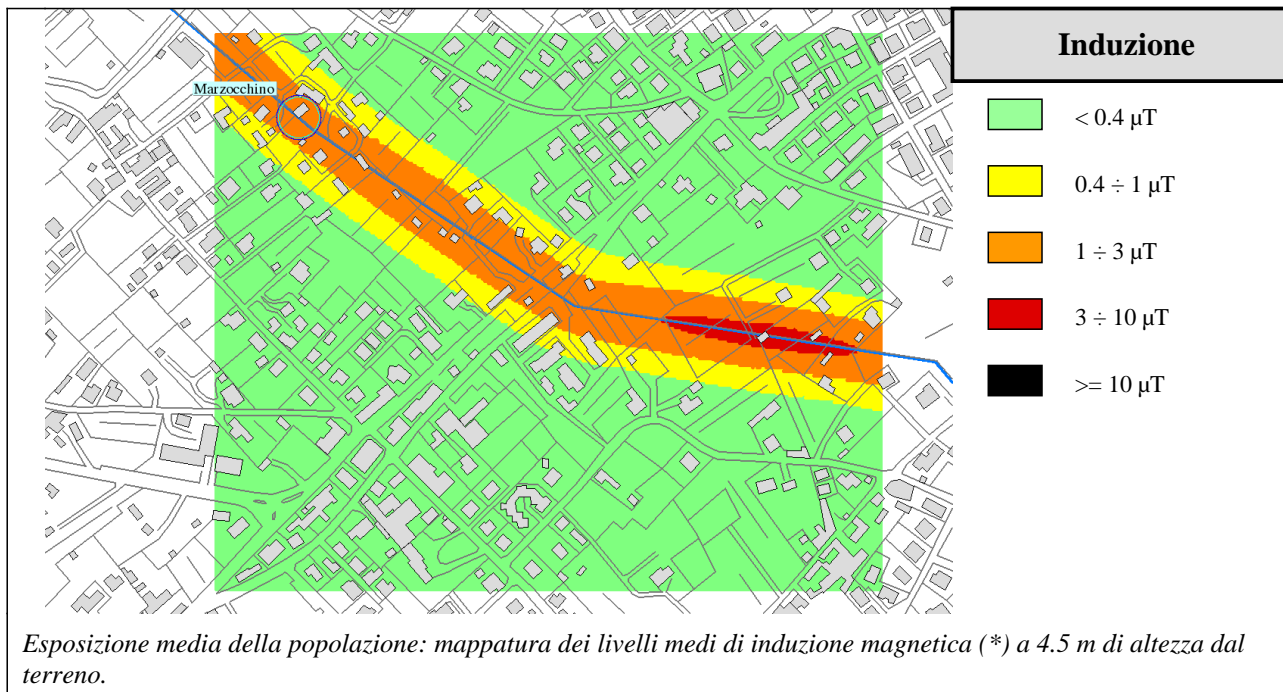 Marzocchino
Induzione
< 0.4 µT
0.4 ÷ 1 µT
1 ÷ 3 µT
3 ÷ 10 µT
>= 10 µT
Esposizione media della popolazione: mappatura dei livelli medi di induzione magnetica (*) a 4.5 m di altezza dal
terreno.